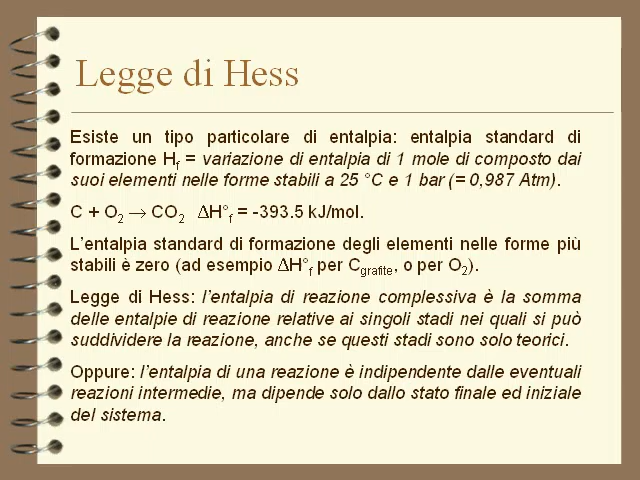 Legge di Hess
Esiste un tipo particolare di entalpia: entalpia standard di
formazione H_f = variazione di entalpia di 1 mole di composto dai
suoi elementi nelle forme stabili a 25 °C e 1 bar (= 0,987 Atm).
C + O₂ → CO₂ ΔH°_f = -393.5 kJ/mol.
L'entalpia standard di formazione degli elementi nelle forme più
stabili è zero (ad esempio ΔH°_f per C_grafite, o per O₂).
Legge di Hess: l'entalpia di reazione complessiva è la somma
delle entalpie di reazione relative ai singoli stadi nei quali si può
suddividere la reazione, anche se questi stadi sono solo teorici.
Oppure: l'entalpia di una reazione è indipendente dalle eventuali
reazioni intermedie, ma dipende solo dallo stato finale ed iniziale
del sistema.